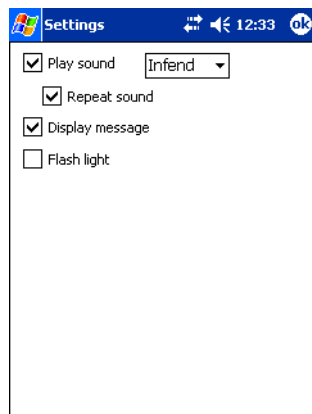 Settings 12:33 ok
Play sound Infend
Repeat sound
Display message
Flash light